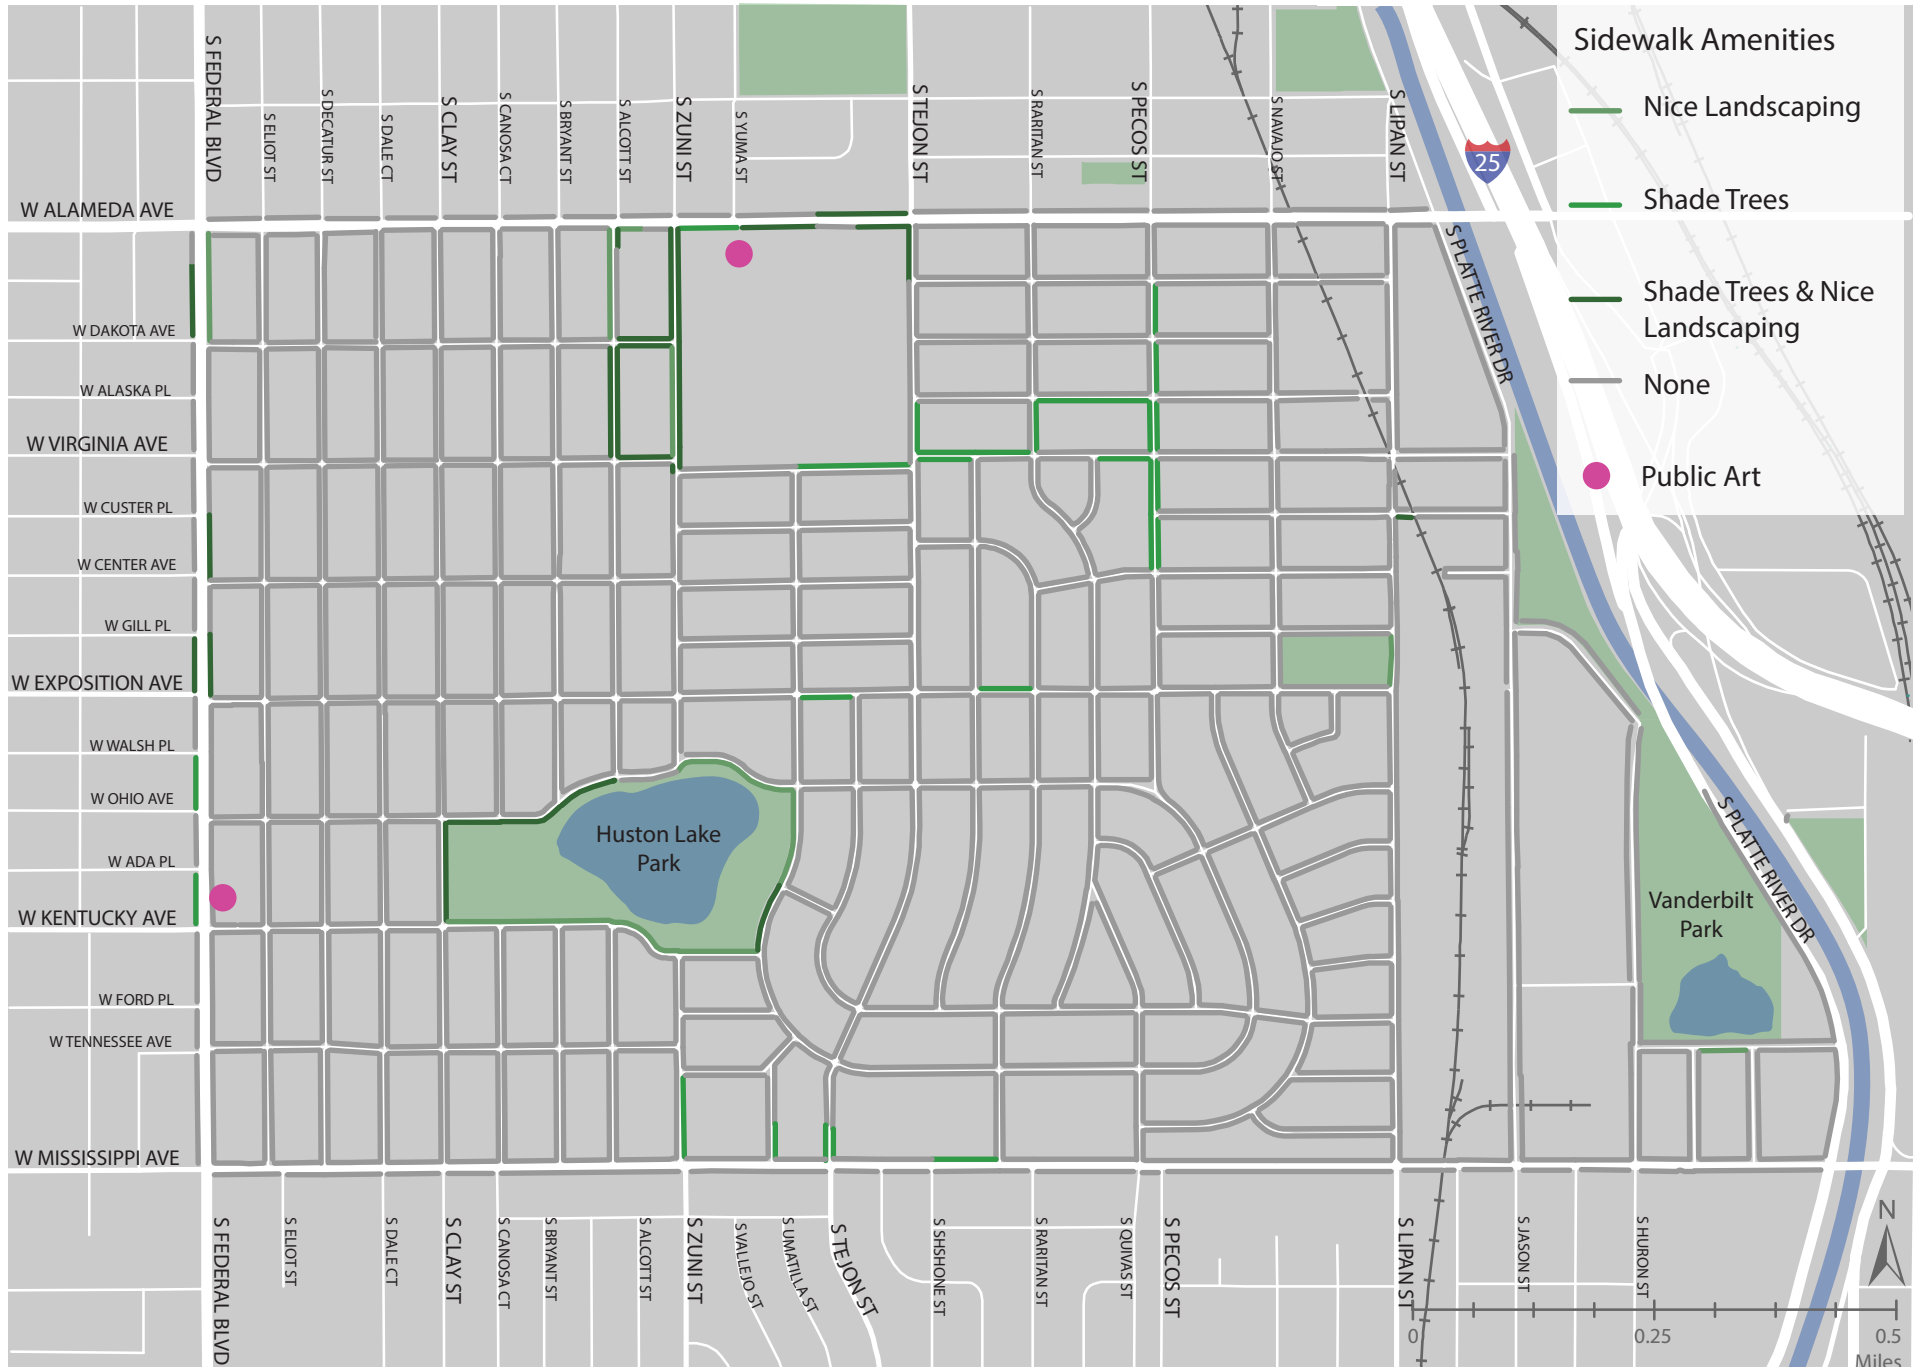 Sidewalk Amenities
Nice Landscaping
Shade Trees
Shade Trees & Nice
Landscaping
None
Public Art
25
S FEDERAL BLVD
S ELIOT ST
S DECATUR ST
S DALE CT
S CLAY ST
S CANOSA CT
S BRYANT ST
S ALCOTT ST
S ZUNI ST
S YUMA ST
S TEJON ST
S RARITAN ST
S PECOS ST
S NAVAJO ST
S LIPAN ST
S PLATTE RIVER DR
W ALAMEDA AVE
W DAKOTA AVE
W ALASKA PL
W VIRGINIA AVE
W CUSTER PL
W CENTER AVE
W GILL PL
W EXPOSITION AVE
W WALSH PL
W OHIO AVE
W ADA PL
W KENTUCKY AVE
W FORD PL
W TENNESSEE AVE
W MISSISSIPPI AVE
Huston Lake
Park
Vanderbilt
Park
S PLATTE RIVER DR
S FEDERAL BLVD
S ELIOT ST
S DALE CT
S CLAY ST
S CANOSA CT
S BRYANT ST
S ALCOTT ST
S ZUNI ST
S VALLEJO ST
S UMATILLA ST
S TEJON ST
S SHSHONE ST
S RARITAN ST
S QUIVAS ST
S PECOS ST
S LIPAN ST
S JASON ST
S HURON ST
N
0
0.25
0.5
Miles